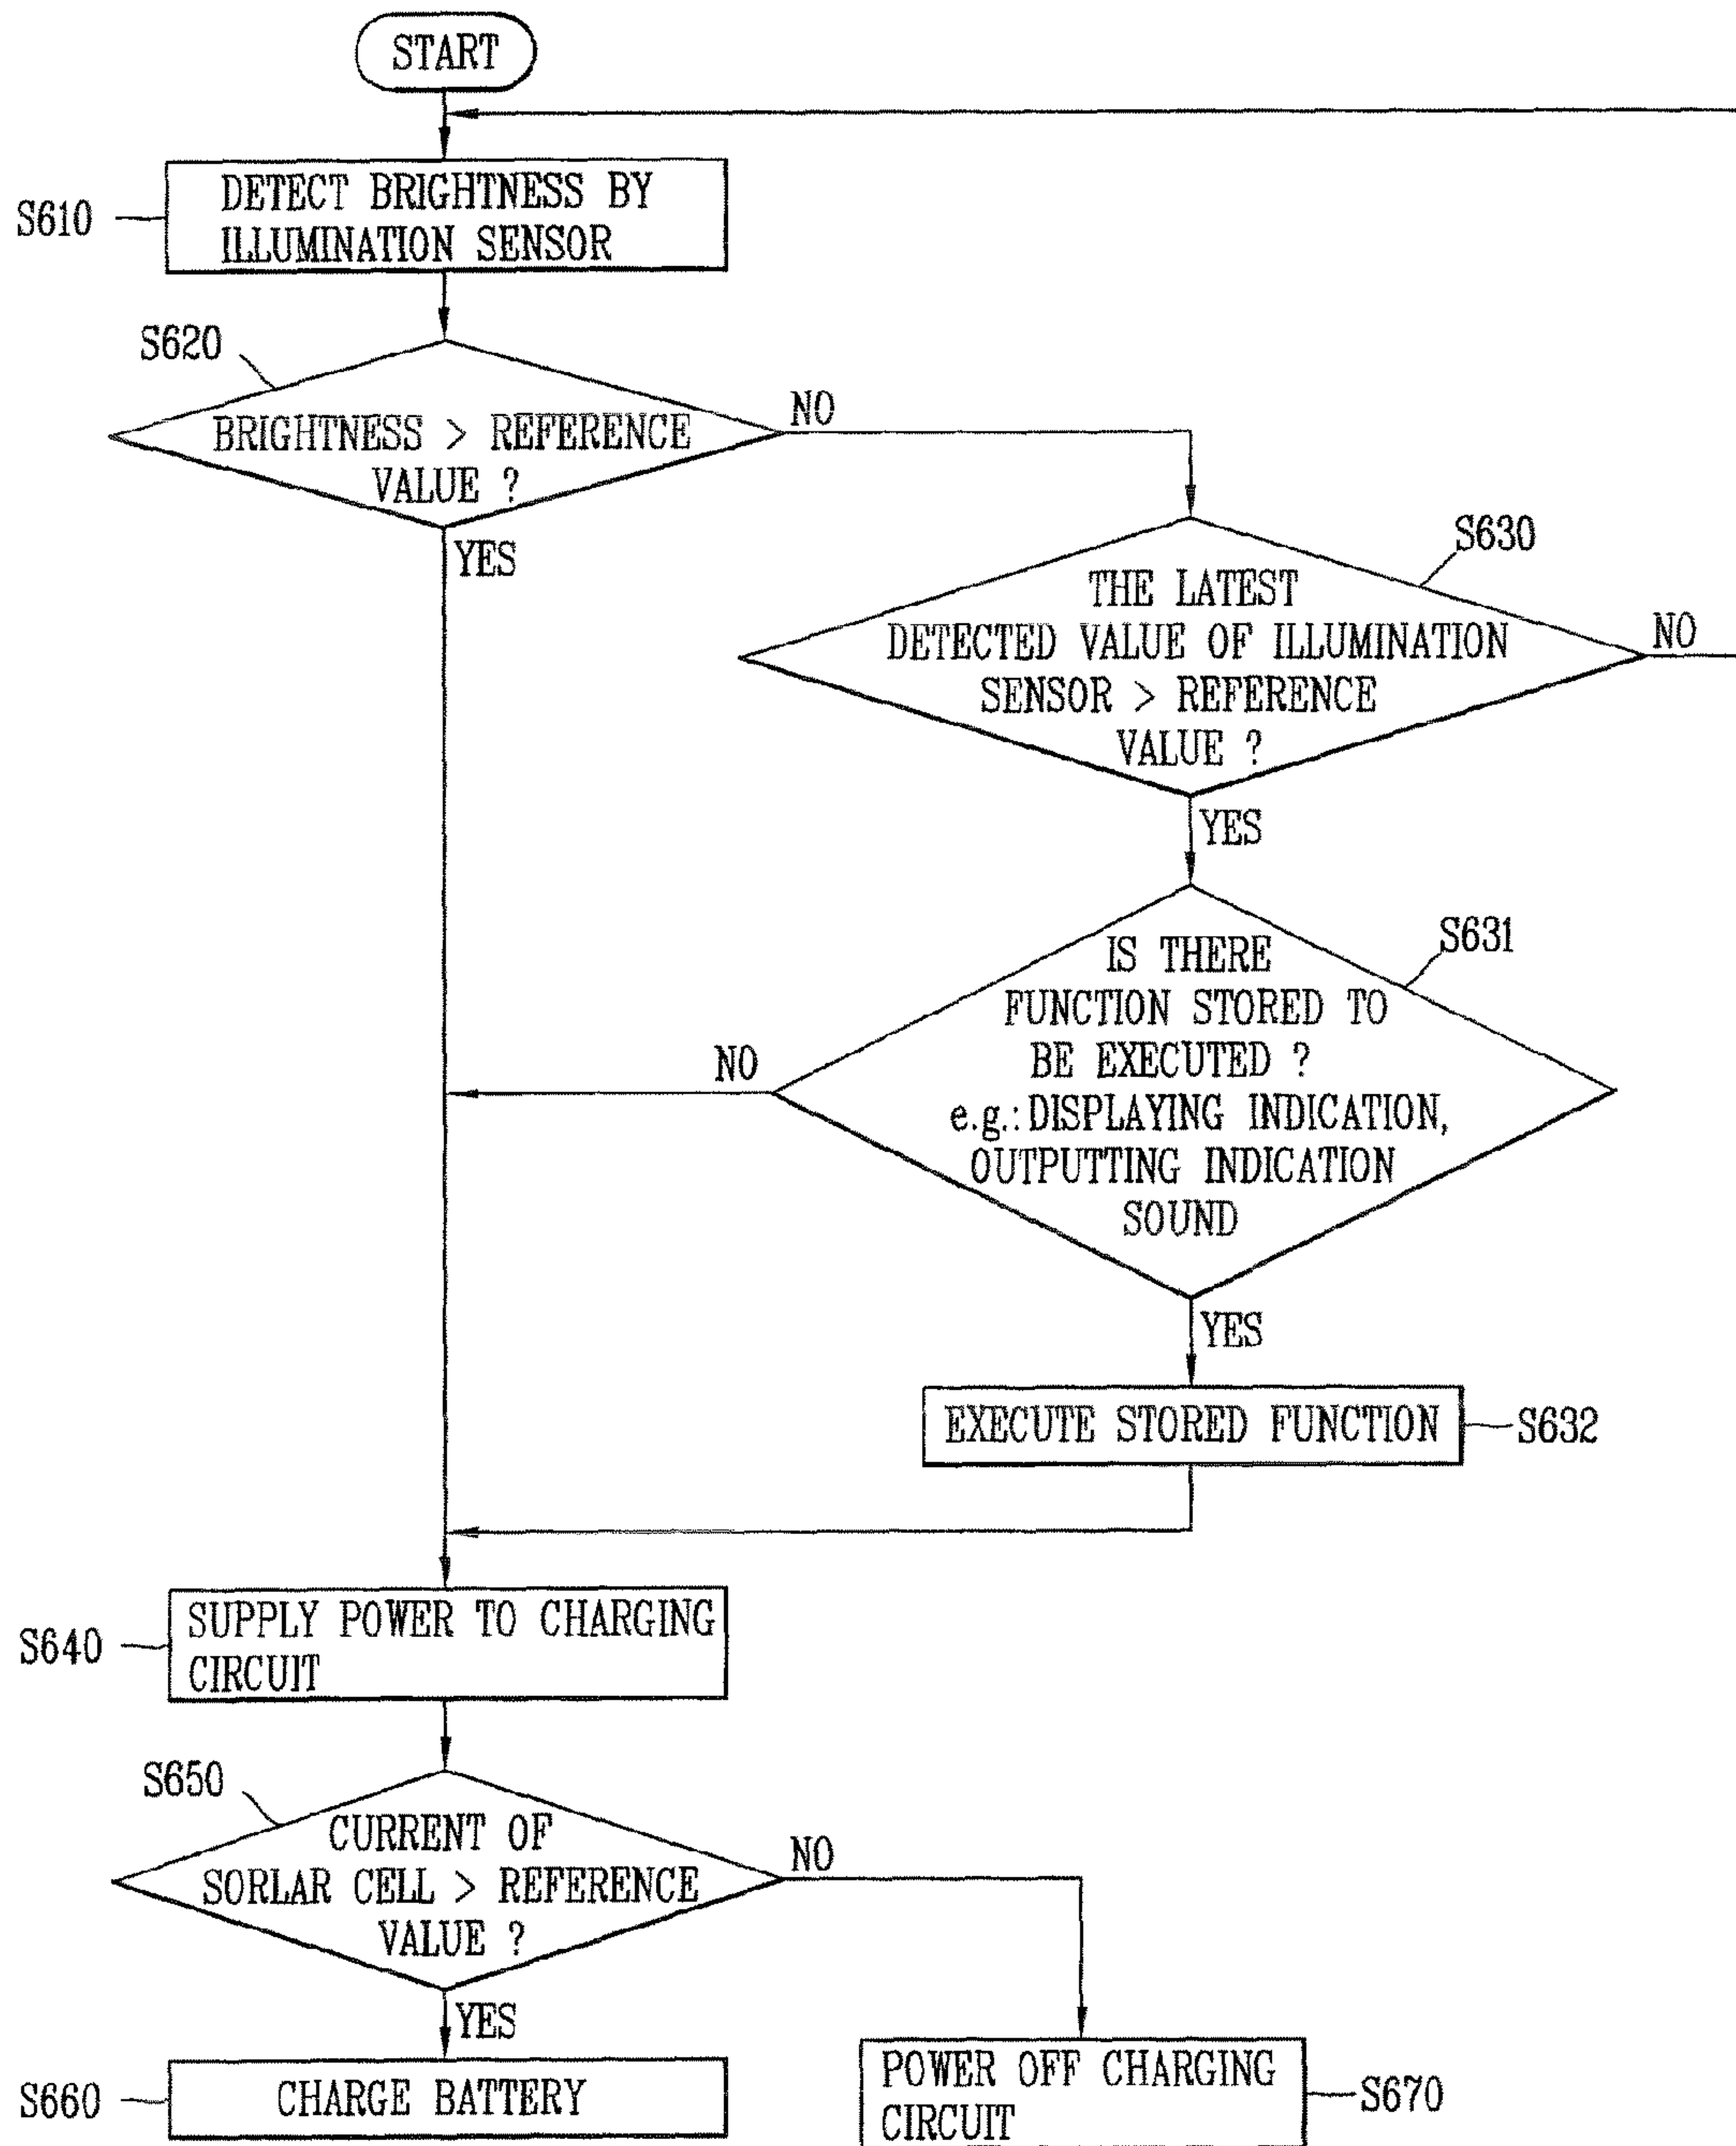 START
S610
DETECT BRIGHTNESS BY
ILLUMINATION SENSOR
S620
BRIGHTNESS > REFERENCE
VALUE ?
NO
YES
S630
THE LATEST
DETECTED VALUE OF ILLUMINATION
SENSOR > REFERENCE
VALUE ?
NO
YES
S631
IS THERE
FUNCTION STORED TO
BE EXECUTED ?
e.g.:DISPLAYING INDICATION,
OUTPUTTING INDICATION
SOUND
NO
YES
EXECUTE STORED FUNCTION
S632
S640
SUPPLY POWER TO CHARGING
CIRCUIT
S650
CURRENT OF
SORLAR CELL > REFERENCE
VALUE ?
NO
YES
S660
CHARGE BATTERY
POWER OFF CHARGING
CIRCUIT
S670